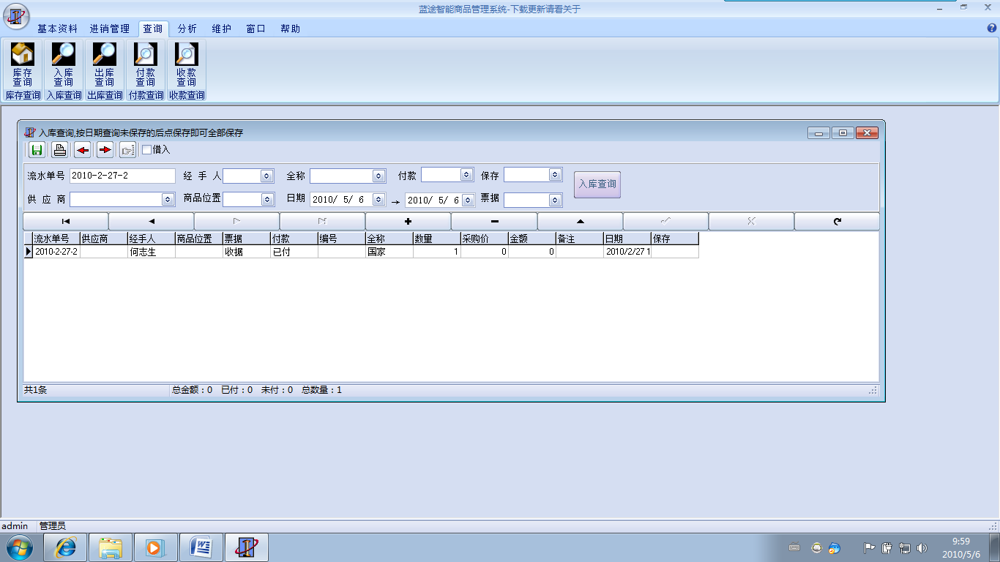 蓝途智能商品管理系统-下载更新请看关于
基本资料 进销管理 查询 分析 维护 窗口 帮助
库存查询 入库查询 出库查询 付款查询 收款查询
库存查询 入库查询 出库查询 付款查询 收款查询
入库查询,按日期查询未保存的后点保存即可全部保存
借入
流水单号 2010-2-27-2 经手人 全称 付款 保存 入库查询
供应商 商品位置 日期 2010/ 5/ 6 → 2010/ 5/ 6 票据
流水单号 供应商 经手人 商品位置 票据 付款 编号 全称 数量 采购价 金额 备注 日期 保存
2010-2-27-2 何志生 收据 已付 国家 1 0 0 2010/2/27 1
共1条 总金额：0 已付：0 未付：0 总数量：1
admin 管理员
9:59
2010/5/6